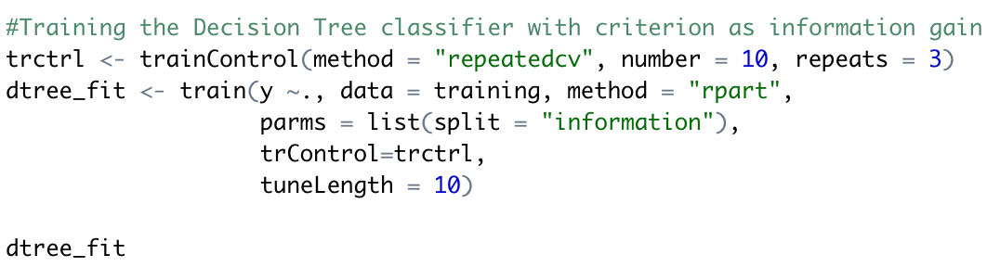 #Training the Decision Tree classifier with criterion as information gain
trctrl <- trainControl(method = "repeatedcv", number = 10, repeats = 3)
dtree_fit <- train(y ~., data = training, method = "rpart",
                   parms = list(split = "information"),
                   trControl=trctrl,
                   tuneLength = 10)

dtree_fit